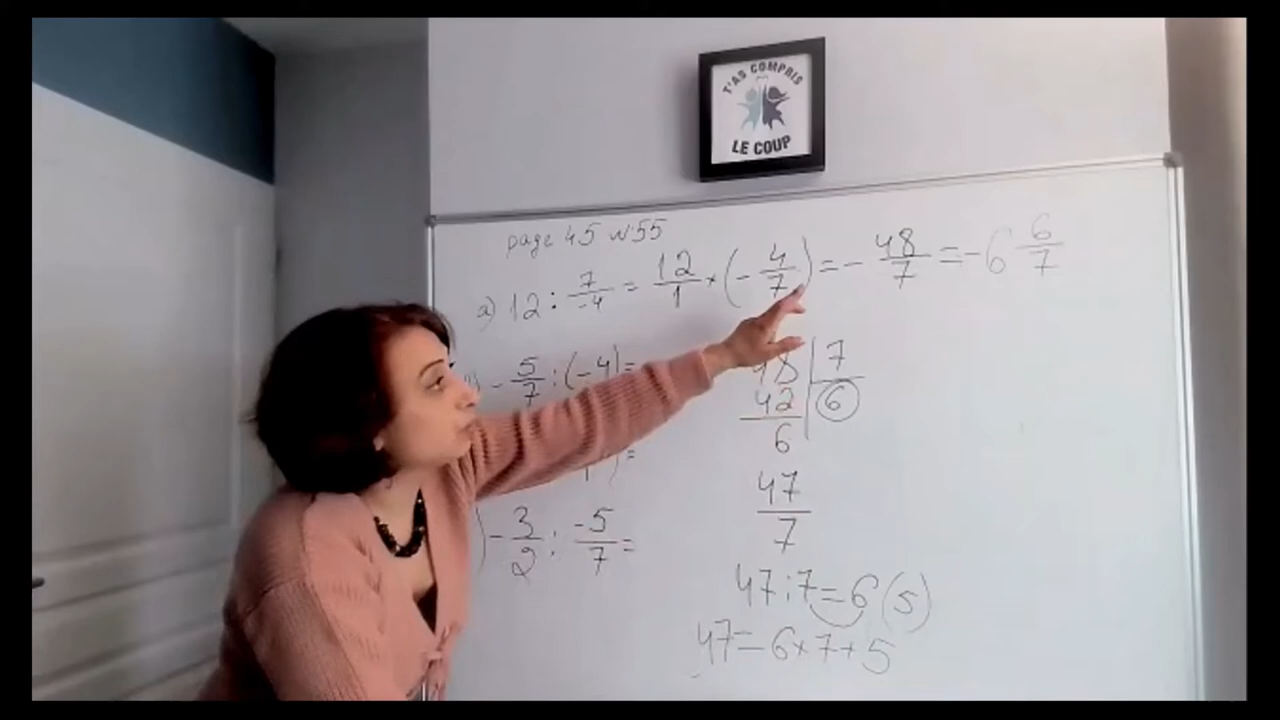 T'AS COMPRIS
LE COUP
page 45 n°55
a) 12 : 7/-4 = 12/1 × (- 4/7) = - 48/7 = - 6 6/7
) - 5/7 : (- 4) =
) =
) - 3/2 : -5/7 =
48 | 7
42 | 6
6
47/7
47 : 7 = 6 (5)
47 = 6 × 7 + 5